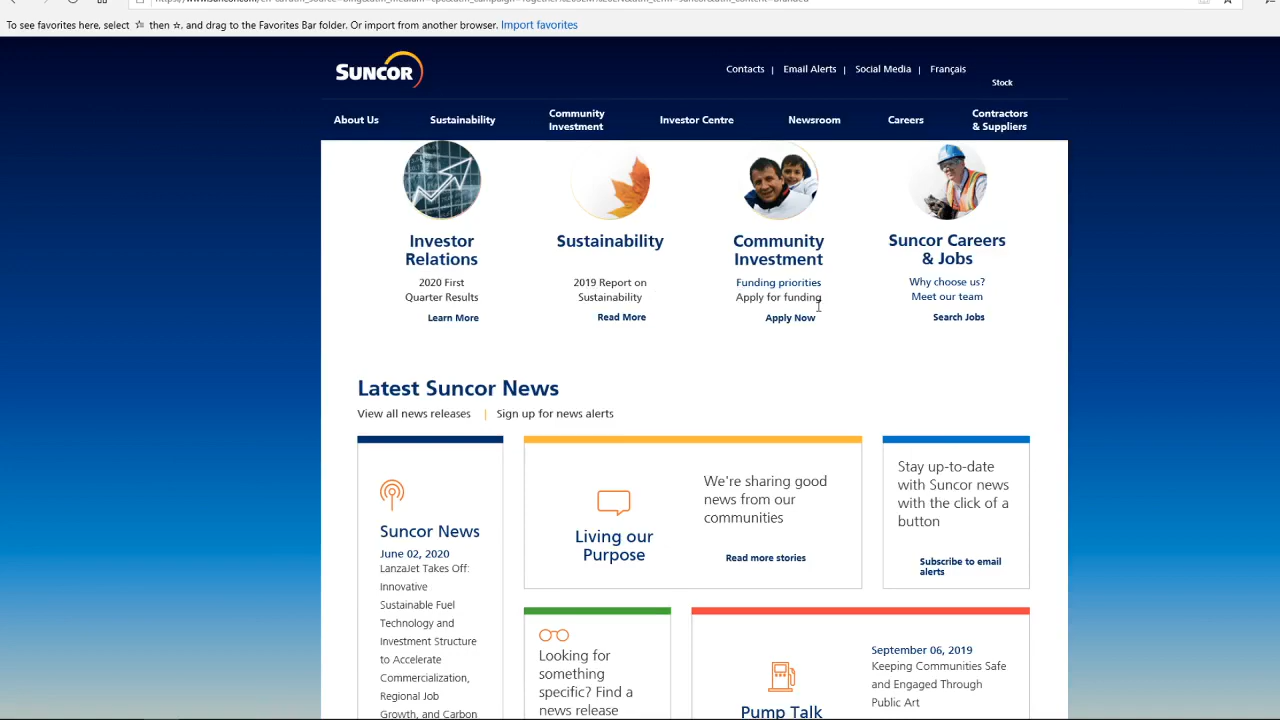 To see favorites here, select ☆ then ☆, and drag to the Favorites Bar folder. Or import from another browser. Import favorites
SUNCOR
Contacts | Email Alerts | Social Media | Français
Stock
About Us
Sustainability
Community
Investment
Investor Centre
Newsroom
Careers
Contractors
& Suppliers
Investor
Relations
2020 First
Quarter Results
Learn More
Sustainability
2019 Report on
Sustainability
Read More
Community
Investment
Funding priorities
Apply for funding
Apply Now
Suncor Careers
& Jobs
Why choose us?
Meet our team
Search Jobs
Latest Suncor News
View all news releases | Sign up for news alerts
Suncor News
June 02, 2020
LanzaJet Takes Off:
Innovative
Sustainable Fuel
Technology and
Investment Structure
to Accelerate
Commercialization,
Regional Job
Growth, and Carbon
Living our
Purpose
We're sharing good
news from our
communities
Read more stories
Stay up-to-date
with Suncor news
with the click of a
button
Subscribe to email
alerts
Looking for
something
specific? Find a
news release
Pump Talk
September 06, 2019
Keeping Communities Safe
and Engaged Through
Public Art